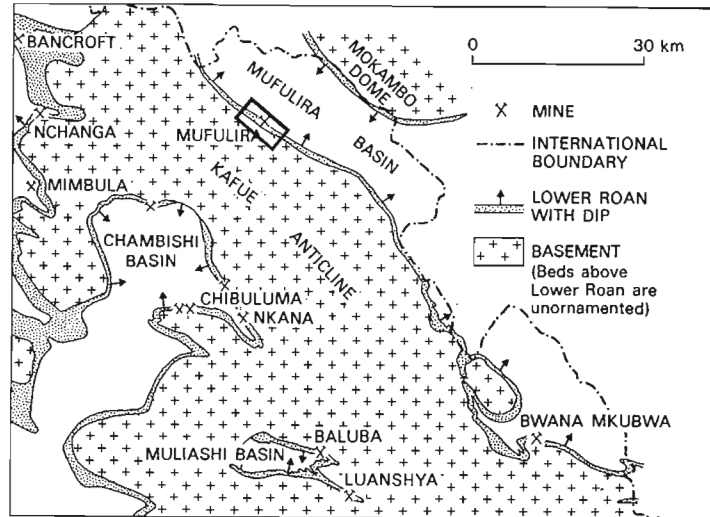 BANCROFT
NCHANGA
MIMBULA
CHAMBISHI
BASIN
MUFULIRA
MUFULIRA
BASIN
MOKAMBO
DOME
KAFUE
ANTICLINE
CHIBULUMA
NKANA
MULIASHI BASIN
BALUBA
LUANSHYA
BWANA MKUBWA
0 30 km
MINE
INTERNATIONAL
BOUNDARY
LOWER ROAN
WITH DIP
BASEMENT
(Beds above
Lower Roan are
unornamented)